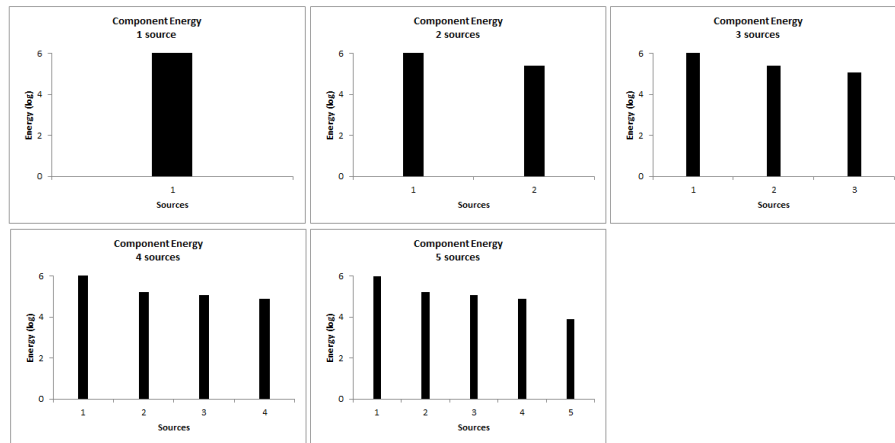 Component Energy
1 source
6
4
2
0
Energy (log)
1
Sources
Component Energy
2 sources
6
4
2
0
Energy (log)
1 2
Sources
Component Energy
3 sources
6
4
2
0
Energy (log)
1 2 3
Sources
Component Energy
4 sources
6
4
2
0
Energy (log)
1 2 3 4
Sources
Component Energy
5 sources
6
4
2
0
Energy (log)
1 2 3 4 5
Sources